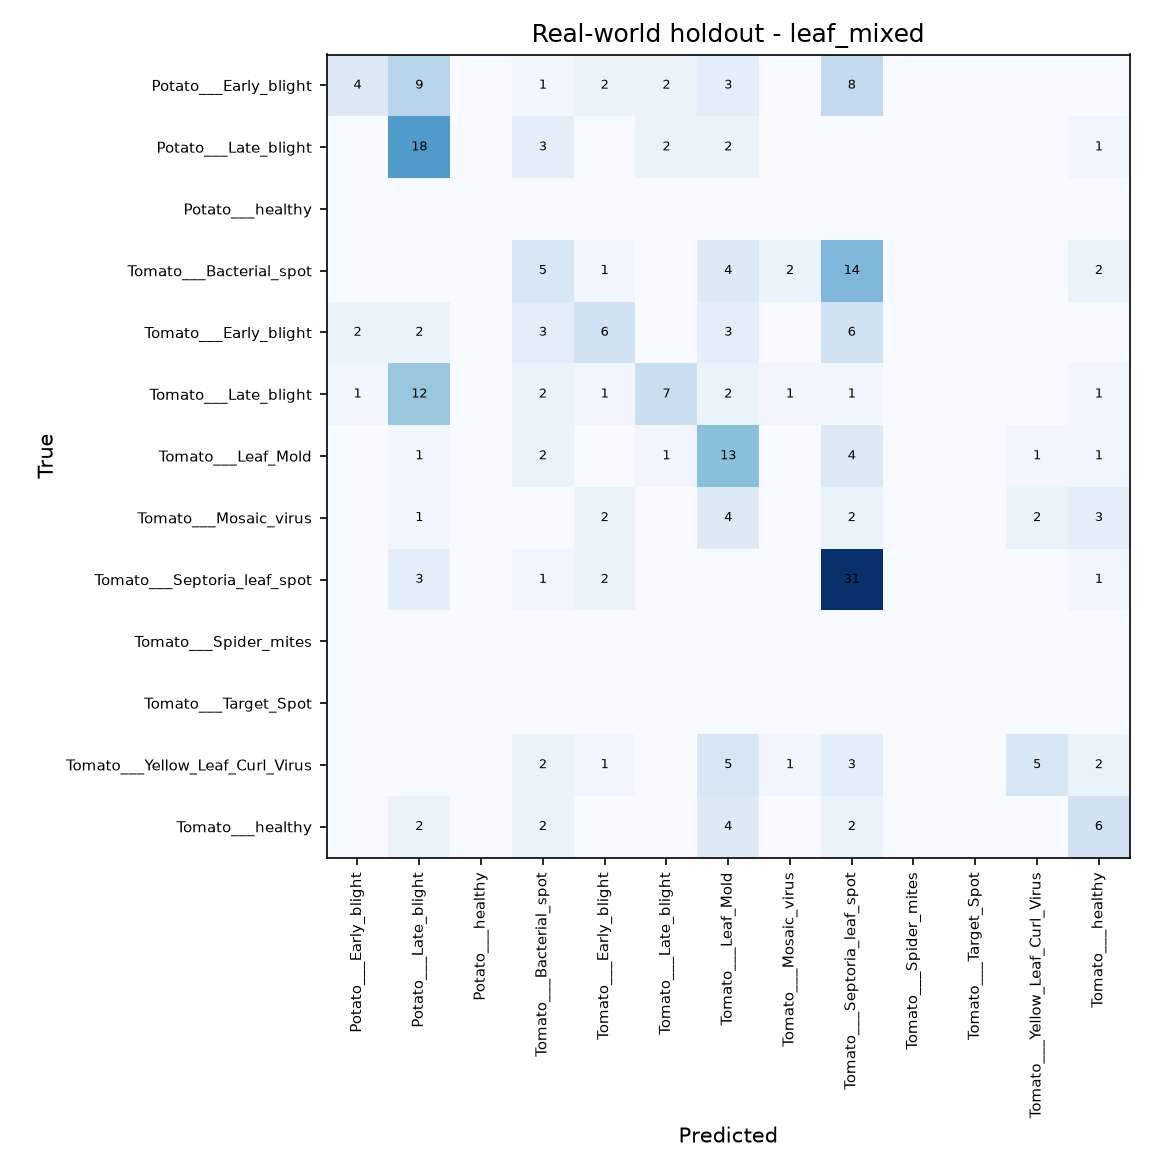 Real-world holdout - leaf_mixed
Potato___Early_blight 4 9 1 2 2 3 8
Potato___Late_blight 18 3 2 2 1
Potato___healthy
Tomato___Bacterial_spot 5 1 4 2 14 2
Tomato___Early_blight 2 2 3 6 3 6
Tomato___Late_blight 1 12 2 1 7 2 1 1 1
Tomato___Leaf_Mold 1 2 1 13 4 1 1
Tomato___Mosaic_virus 1 2 4 2 2 3
Tomato___Septoria_leaf_spot 3 1 2 31 1
Tomato___Spider_mites
Tomato___Target_Spot
Tomato___Yellow_Leaf_Curl_Virus 2 1 5 1 3 5 2
Tomato___healthy 2 2 4 2 6
True
Potato___Early_blight
Potato___Late_blight
Potato___healthy
Tomato___Bacterial_spot
Tomato___Early_blight
Tomato___Late_blight
Tomato___Leaf_Mold
Tomato___Mosaic_virus
Tomato___Septoria_leaf_spot
Tomato___Spider_mites
Tomato___Target_Spot
Tomato___Yellow_Leaf_Curl_Virus
Tomato___healthy
Predicted